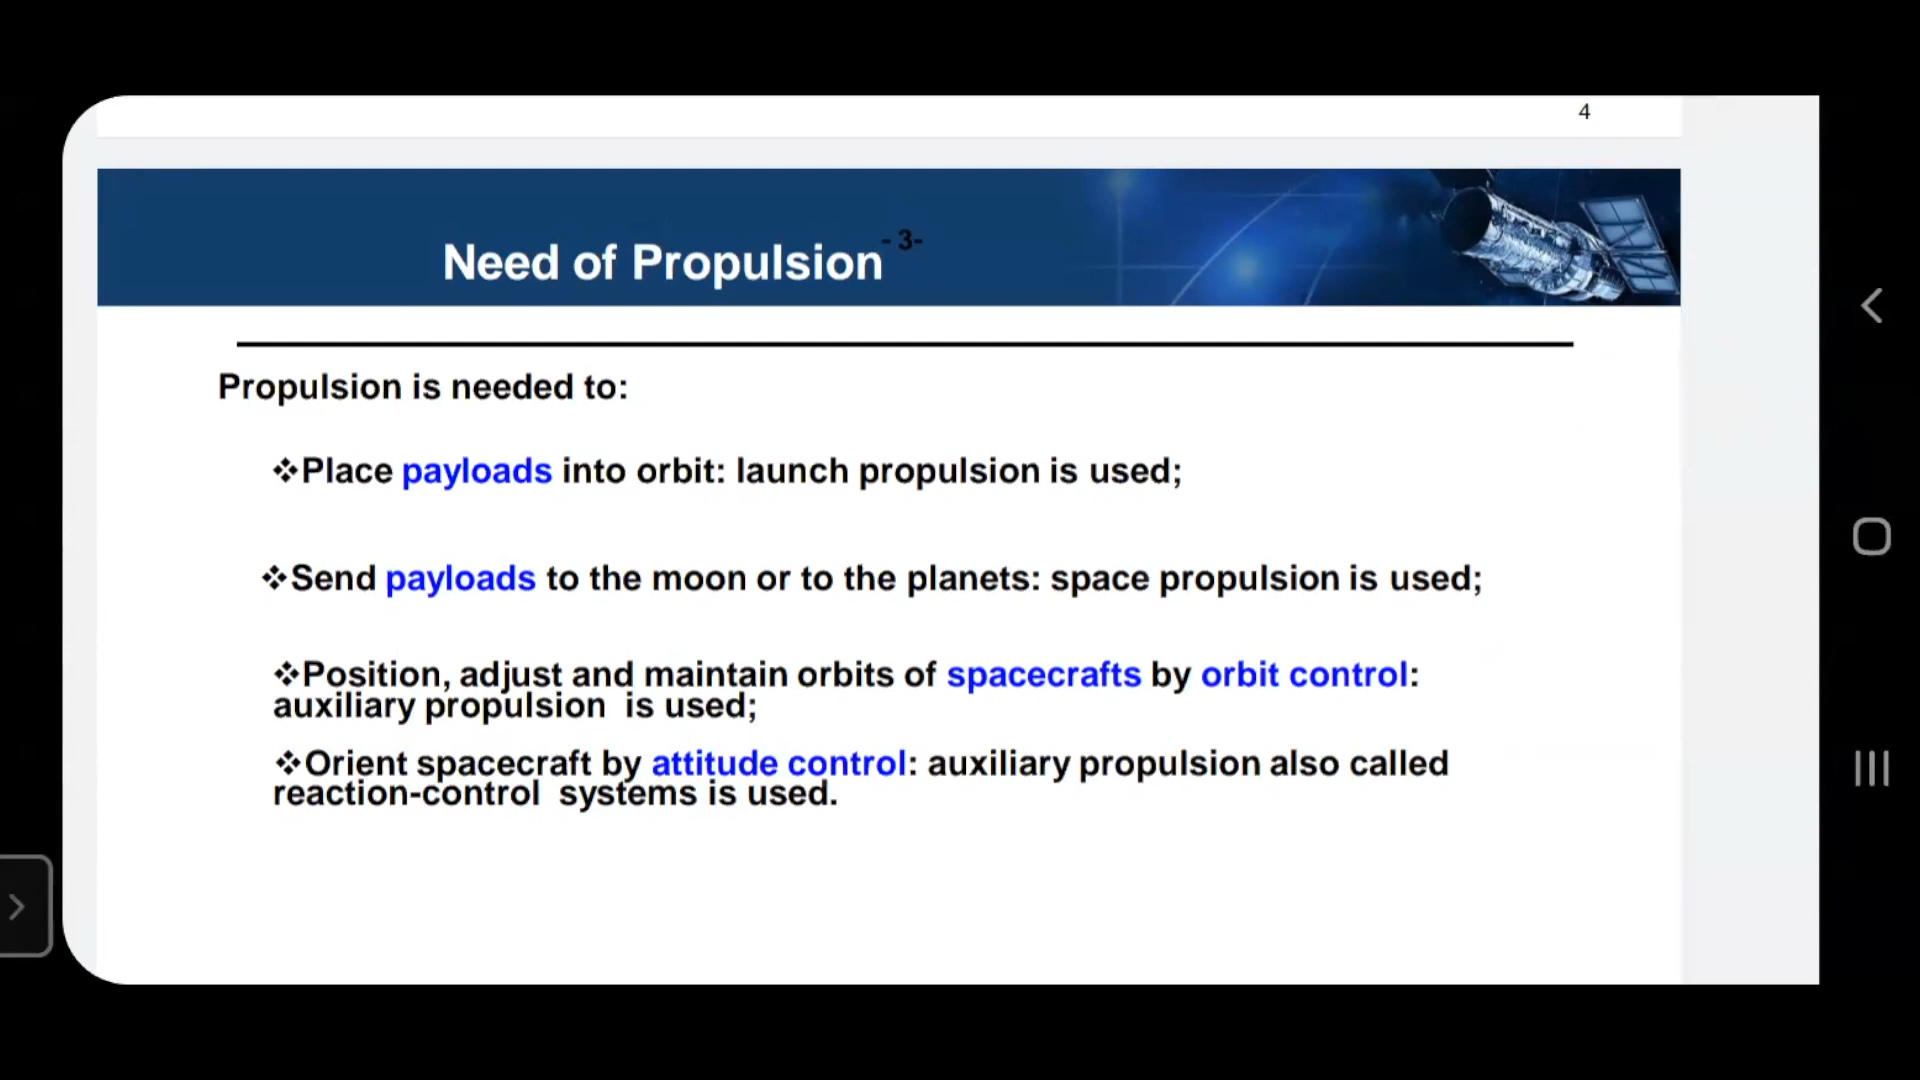 4
Need of Propulsion - 3-
Propulsion is needed to:
❖Place payloads into orbit: launch propulsion is used;
❖Send payloads to the moon or to the planets: space propulsion is used;
❖Position, adjust and maintain orbits of spacecrafts by orbit control:
auxiliary propulsion is used;
❖Orient spacecraft by attitude control: auxiliary propulsion also called
reaction-control systems is used.